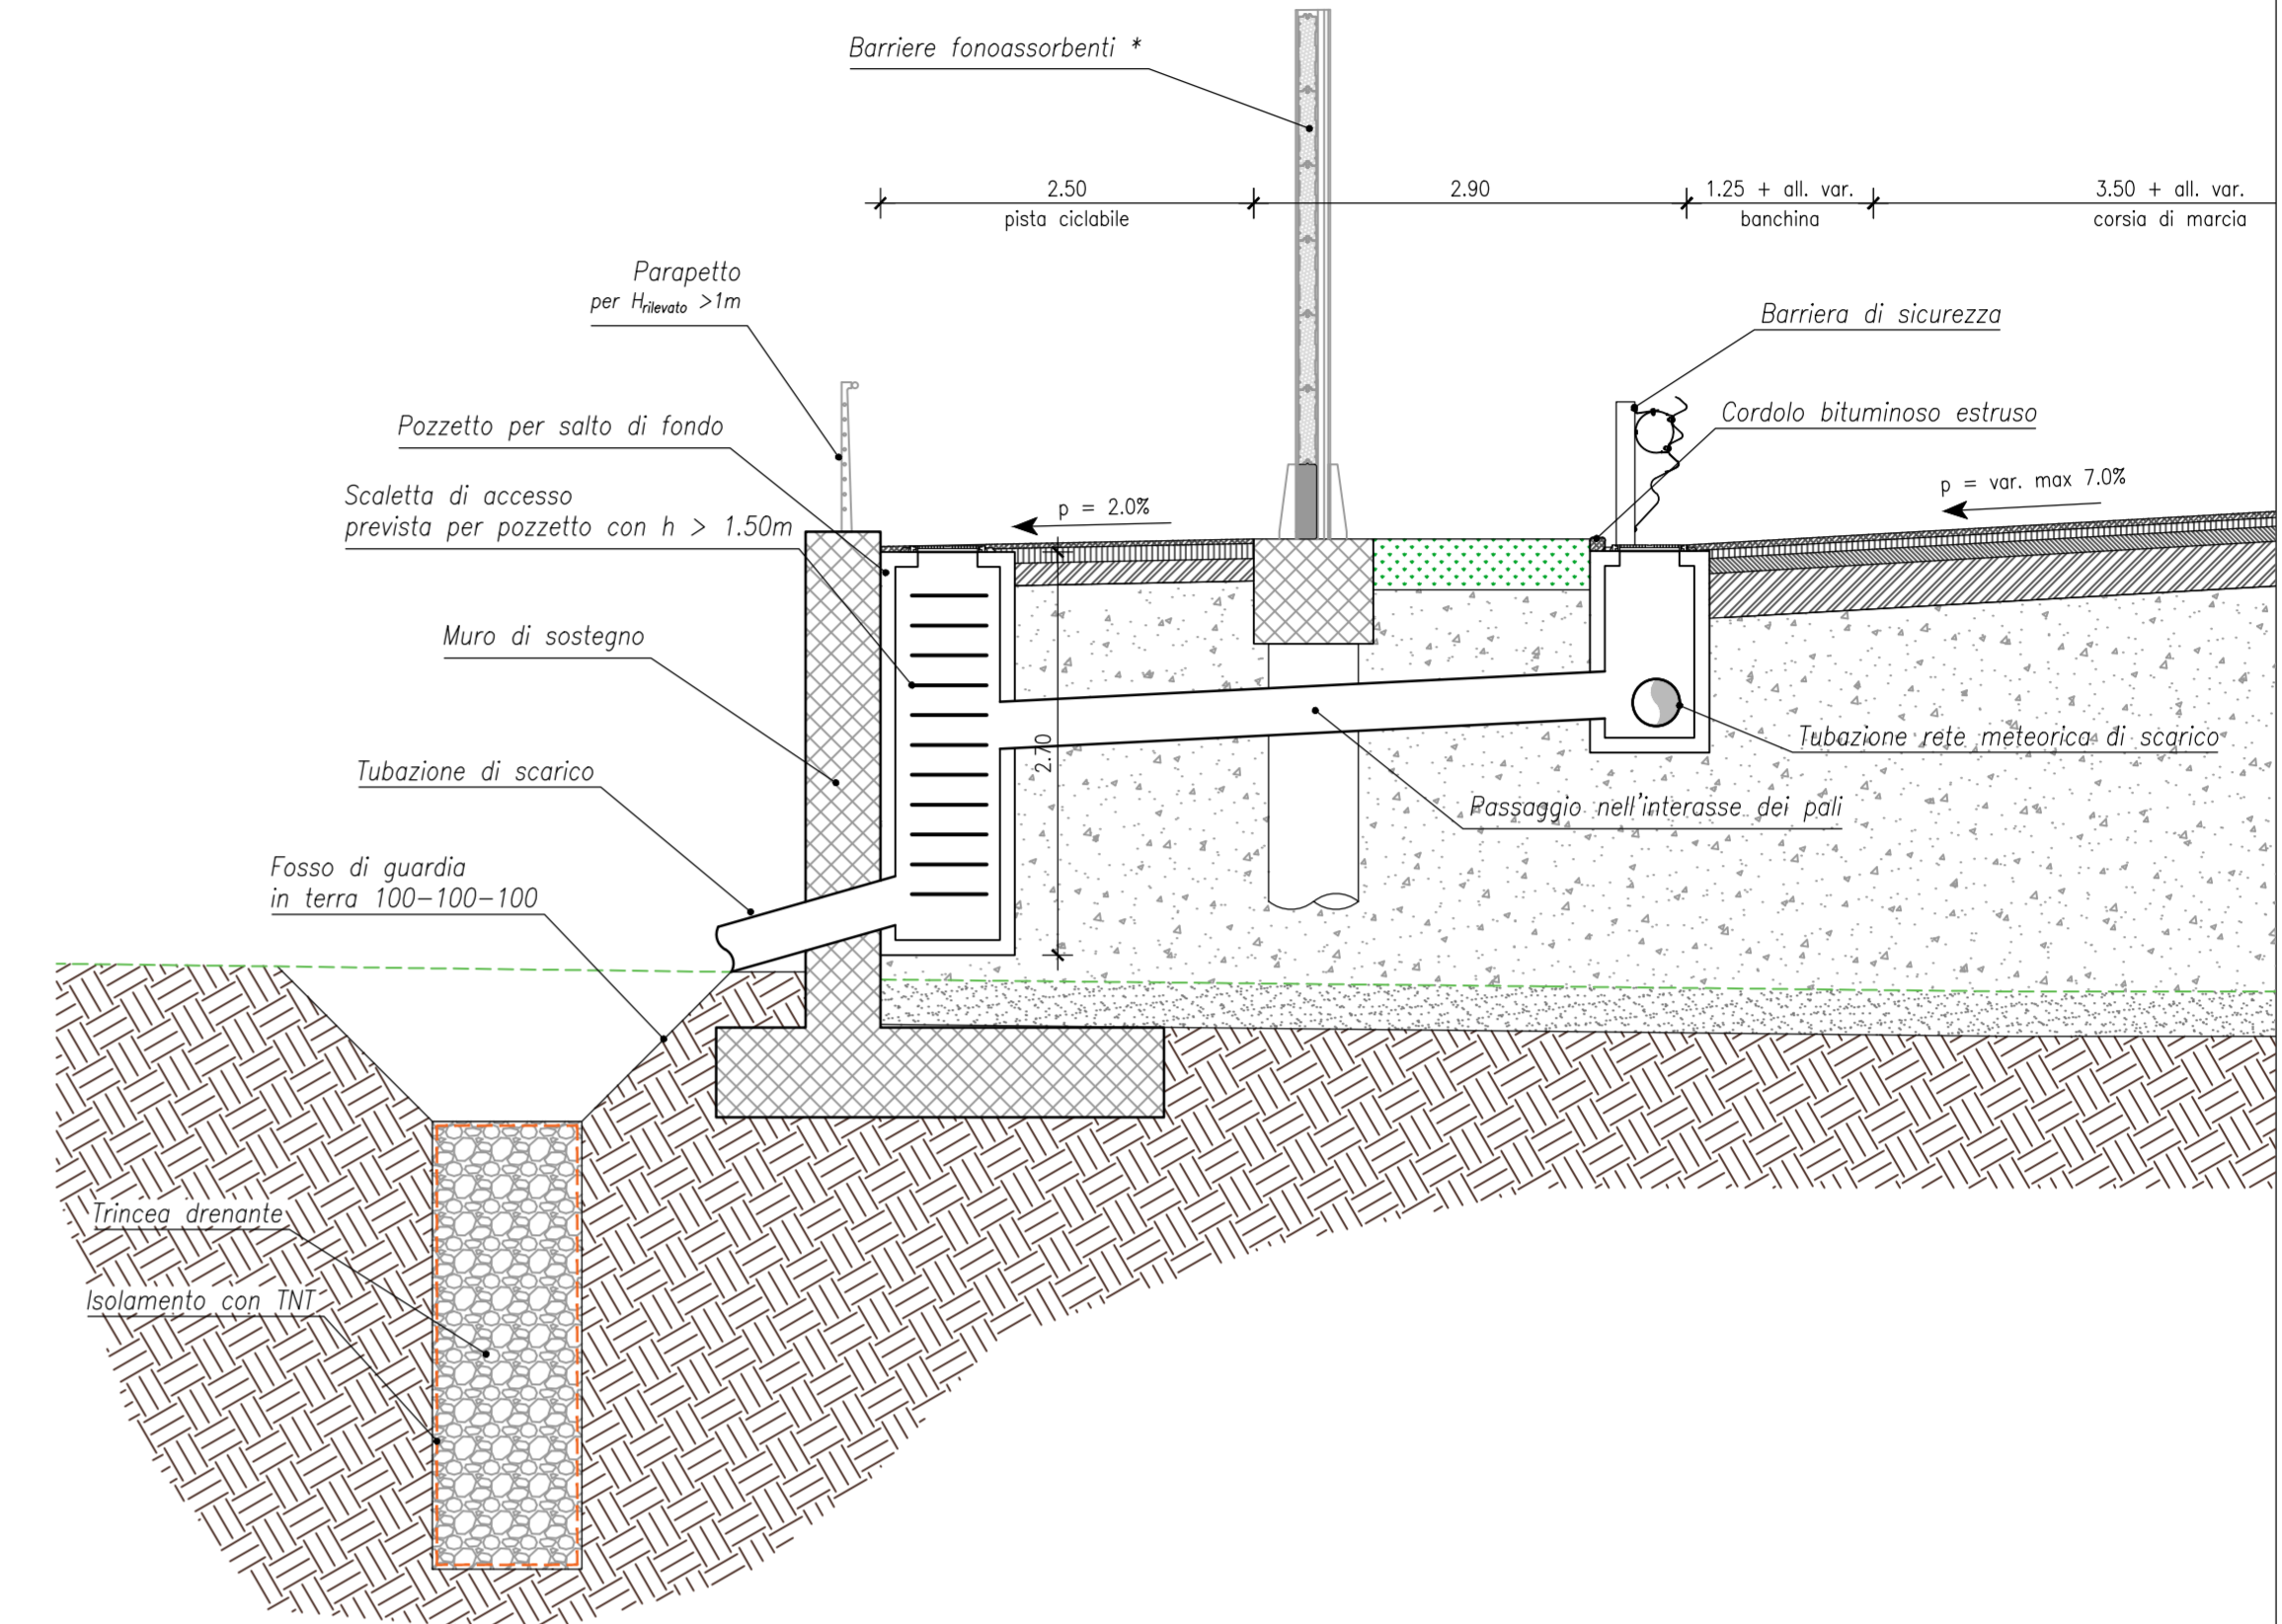 Barriere fonoassorbenti *
2.50
2.90
1.25 + all. var.
3.50 + all. var.
pista ciclabile
banchina
corsia di marcia
Parapetto
per Hrilevato >1m
Barriera di sicurezza
Cordolo bituminoso estruso
Pozzetto per salto di fondo
p = var. max 7.0%
Scaletta di accesso
prevista per pozzetto con h > 1.50m
p = 2.0%
Muro di sostegno
2.70
Tubazione rete meteorica di scarico
Tubazione di scarico
Passaggio nell'interasse dei pali
Fosso di guardia
in terra 100-100-100
Trincea drenante
Isolamento con TNT